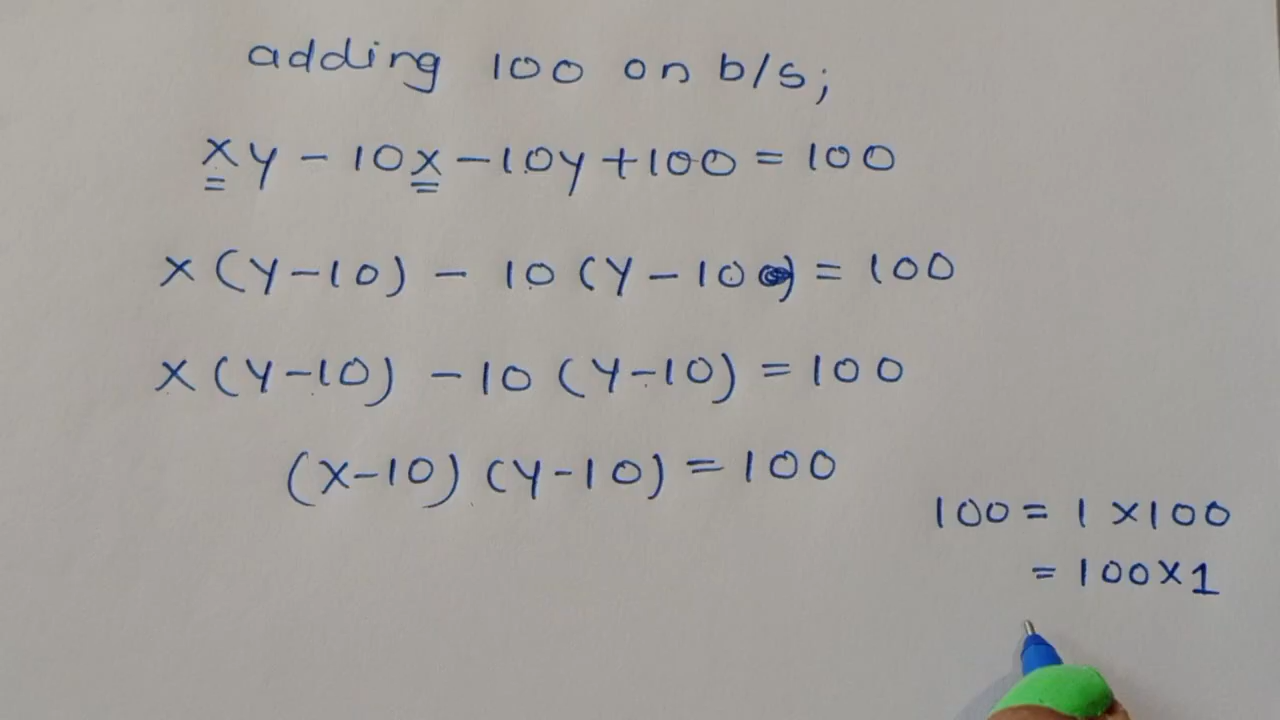 adding 100 on b/s;
xy - 10x - 10y + 100 = 100
x(y-10) - 10(y-10) = 100
x(y-10) - 10(y-10) = 100
(x-10)(y-10) = 100
100 = 1 × 100
= 100 × 1